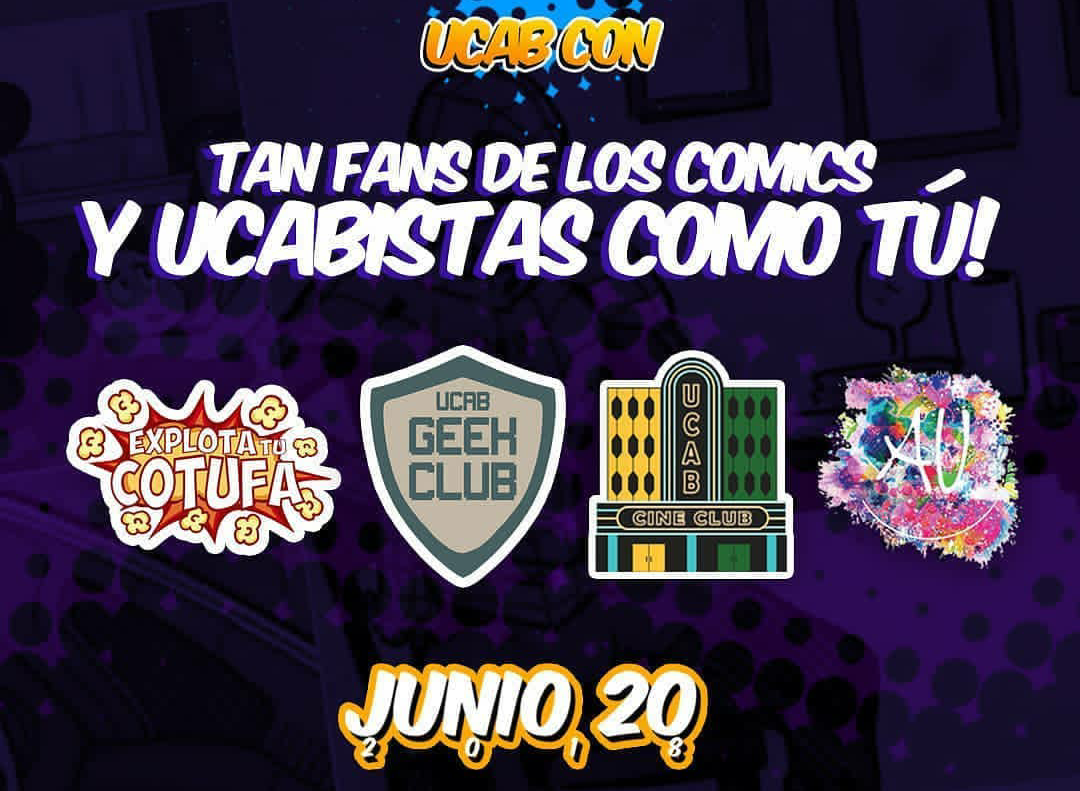 UCAB CON
TAN FANS DE LOS COMICS
Y UCABISTAS COMO TÚ!
EXPLOTA TU
COTUFA
UCAB
GEEK
CLUB
UCAB
CINE CLUB
AU
JUNIO 20
2018